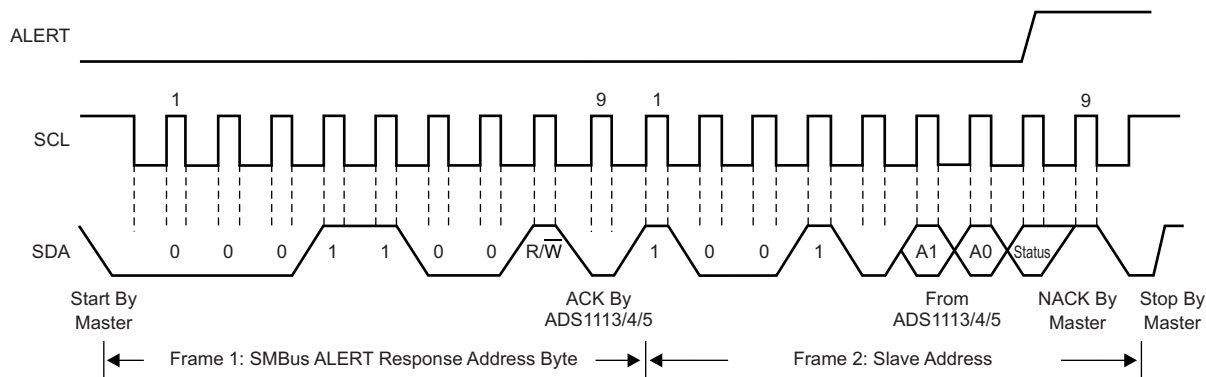 ALERT
1 9 1 9
SCL
SDA 0 0 0 1 1 0 0 R/W̅ 1 0 0 1 A1 A0 Status
Start By
Master
ACK By
ADS1113/4/5
From
ADS1113/4/5
NACK By
Master
Stop By
Master
Frame 1: SMBus ALERT Response Address Byte
Frame 2: Slave Address